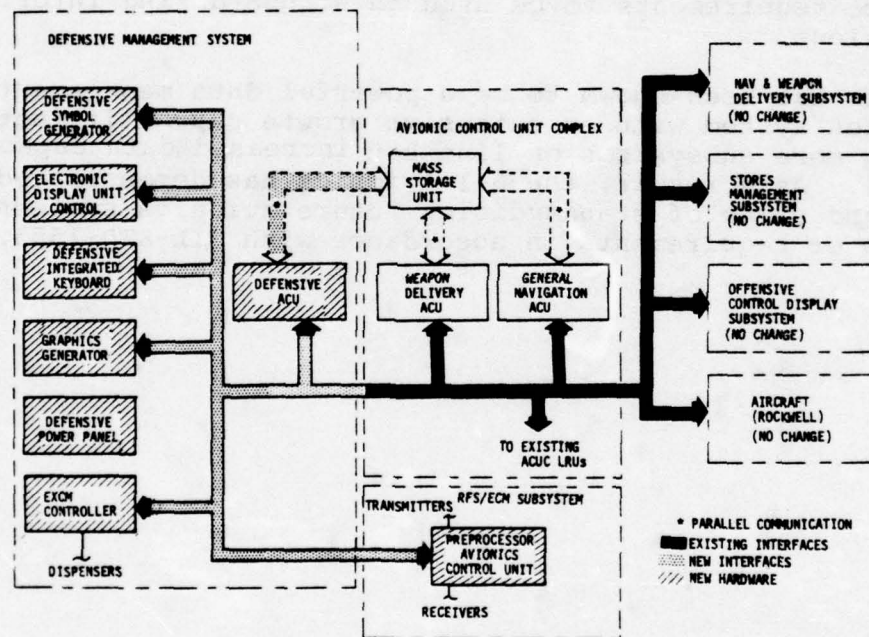 DEFENSIVE MANAGEMENT SYSTEM
DEFENSIVE
SYMBOL
GENERATOR
ELECTRONIC
DISPLAY UNIT
CONTROL
DEFENSIVE
INTEGRATED
KEYBOARD
GRAPHICS
GENERATOR
DEFENSIVE
POWER PANEL
EXCM
CONTROLLER
DISPENSERS
DEFENSIVE
ACU
AVIONIC CONTROL UNIT COMPLEX
MASS
STORAGE
UNIT
*
*
*
*
WEAPON
DELIVERY
ACU
GENERAL
NAVIGATION
ACU
TO EXISTING
ACUC LRUs
RFS/ECM SUBSYSTEM
TRANSMITTERS
PREPROCESSOR
AVIONICS
CONTROL UNIT
RECEIVERS
NAV & WEAPON
DELIVERY SUBSYSTEM
(NO CHANGE)
STORES
MANAGEMENT
SUBSYSTEM
(NO CHANGE)
OFFENSIVE
CONTROL DISPLAY
SUBSYSTEM
(NO CHANGE)
AIRCRAFT
(ROCKWELL)
(NO CHANGE)
* PARALLEL COMMUNICATION
EXISTING INTERFACES
NEW INTERFACES
NEW HARDWARE